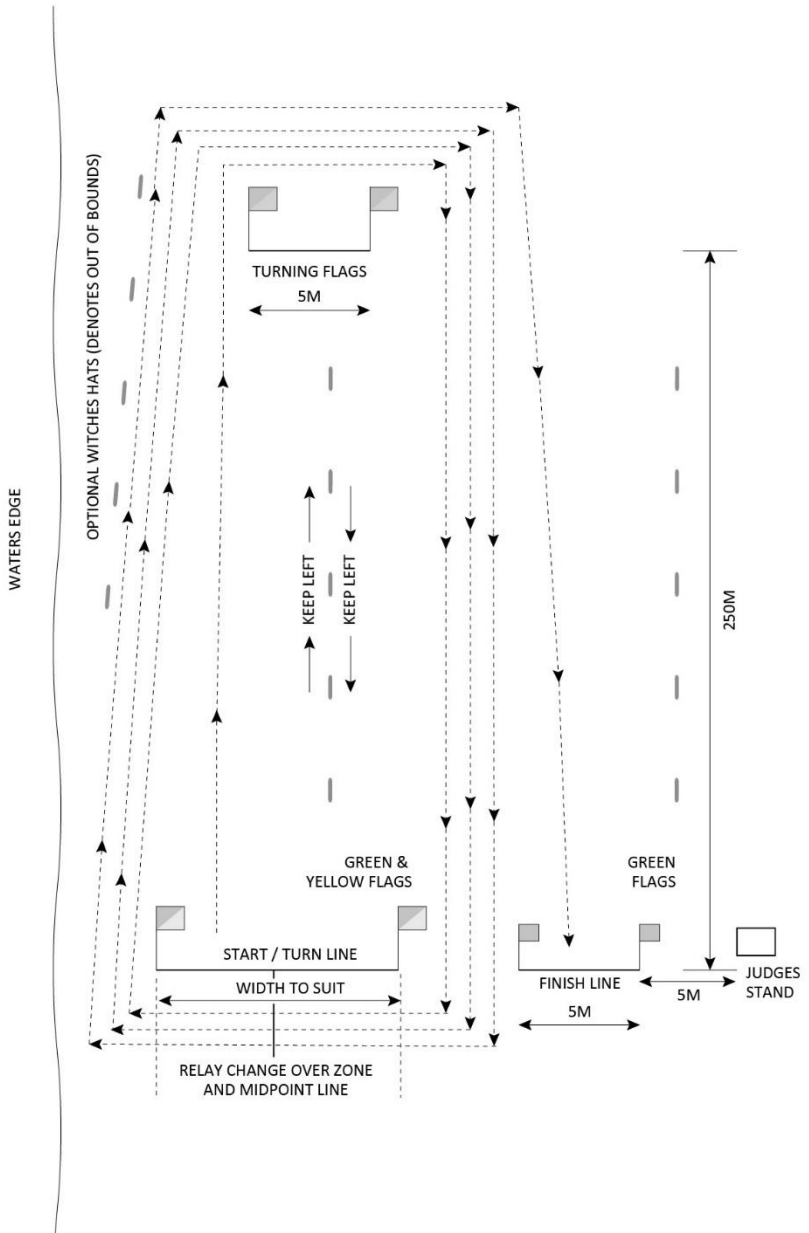 WATERS EDGE
OPTIONAL WITCHES HATS (DENOTES OUT OF BOUNDS)
TURNING FLAGS
5M
KEEP LEFT
KEEP LEFT
250M
GREEN &
YELLOW FLAGS
GREEN
FLAGS
START / TURN LINE
WIDTH TO SUIT
RELAY CHANGE OVER ZONE
AND MIDPOINT LINE
FINISH LINE
5M
5M
JUDGES
STAND